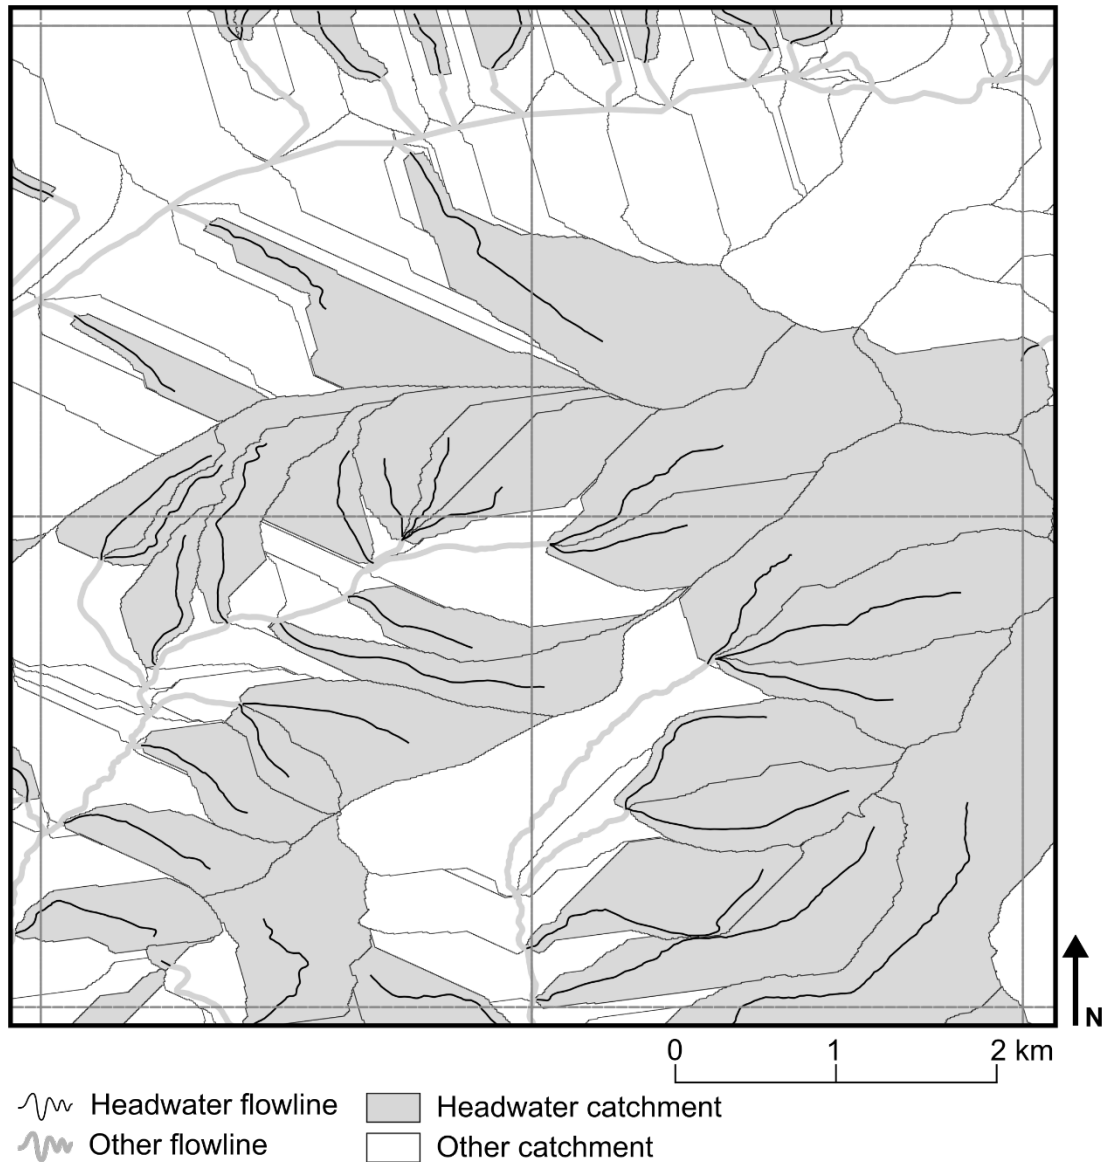 N
0 1 2 km
Headwater flowline
Headwater catchment
Other flowline
Other catchment